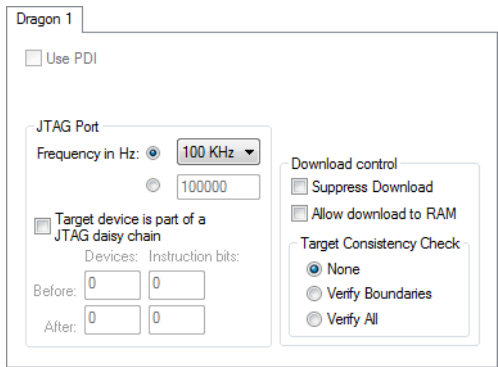 Dragon 1
Use PDI
JTAG Port
Frequency in Hz: 100 KHz
100000
Target device is part of a
JTAG daisy chain
Devices: Instruction bits:
Before: 0 0
After: 0 0
Download control
Suppress Download
Allow download to RAM
Target Consistency Check
None
Verify Boundaries
Verify All